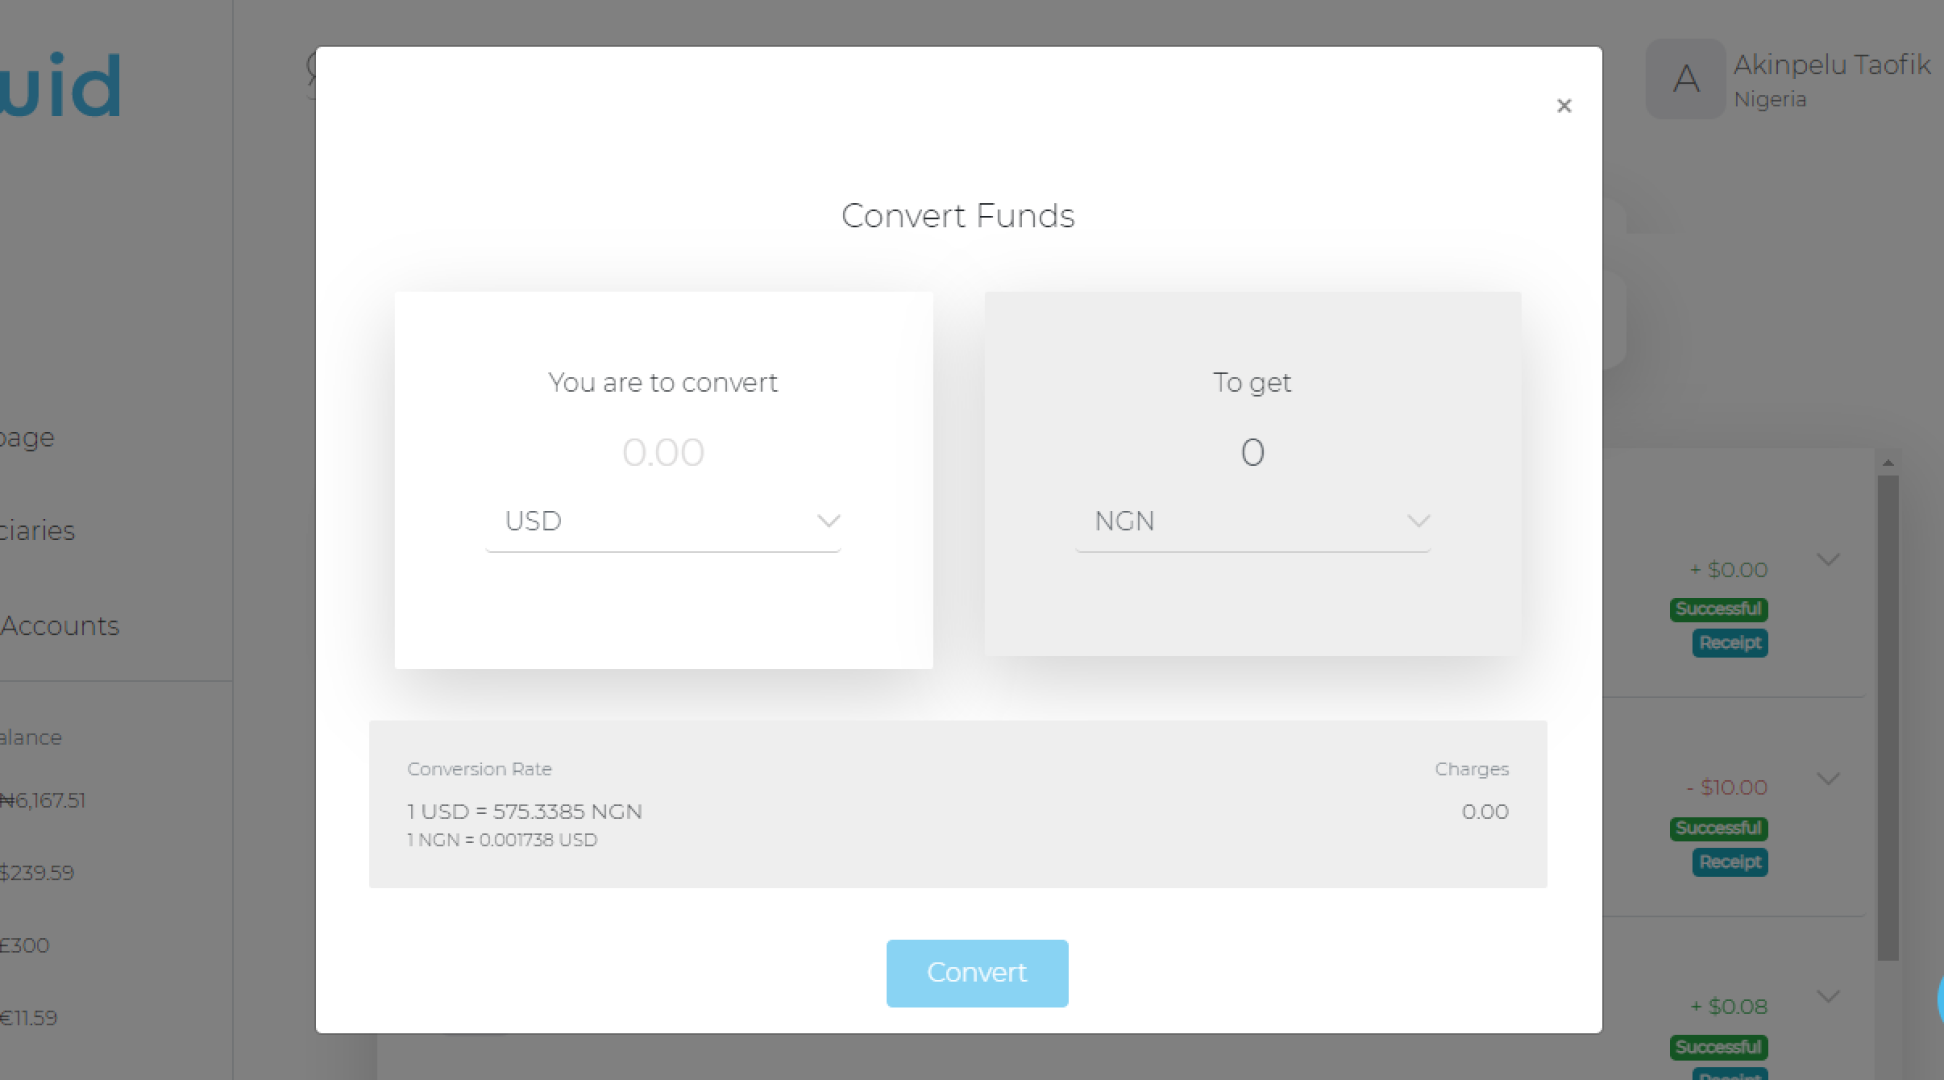 uid
Akinpelu Taofik
Nigeria
A
×
Convert Funds
You are to convert
0.00
USD
To get
0
NGN
Conversion Rate
1 USD = 575.3385 NGN
1 NGN = 0.001738 USD
Charges
0.00
Convert
page
ciaries
Accounts
alance
₦6,167.51
$239.59
£300
€11.59
+ $0.00
Successful
Receipt
- $10.00
Successful
Receipt
+ $0.08
Successful
Receipt